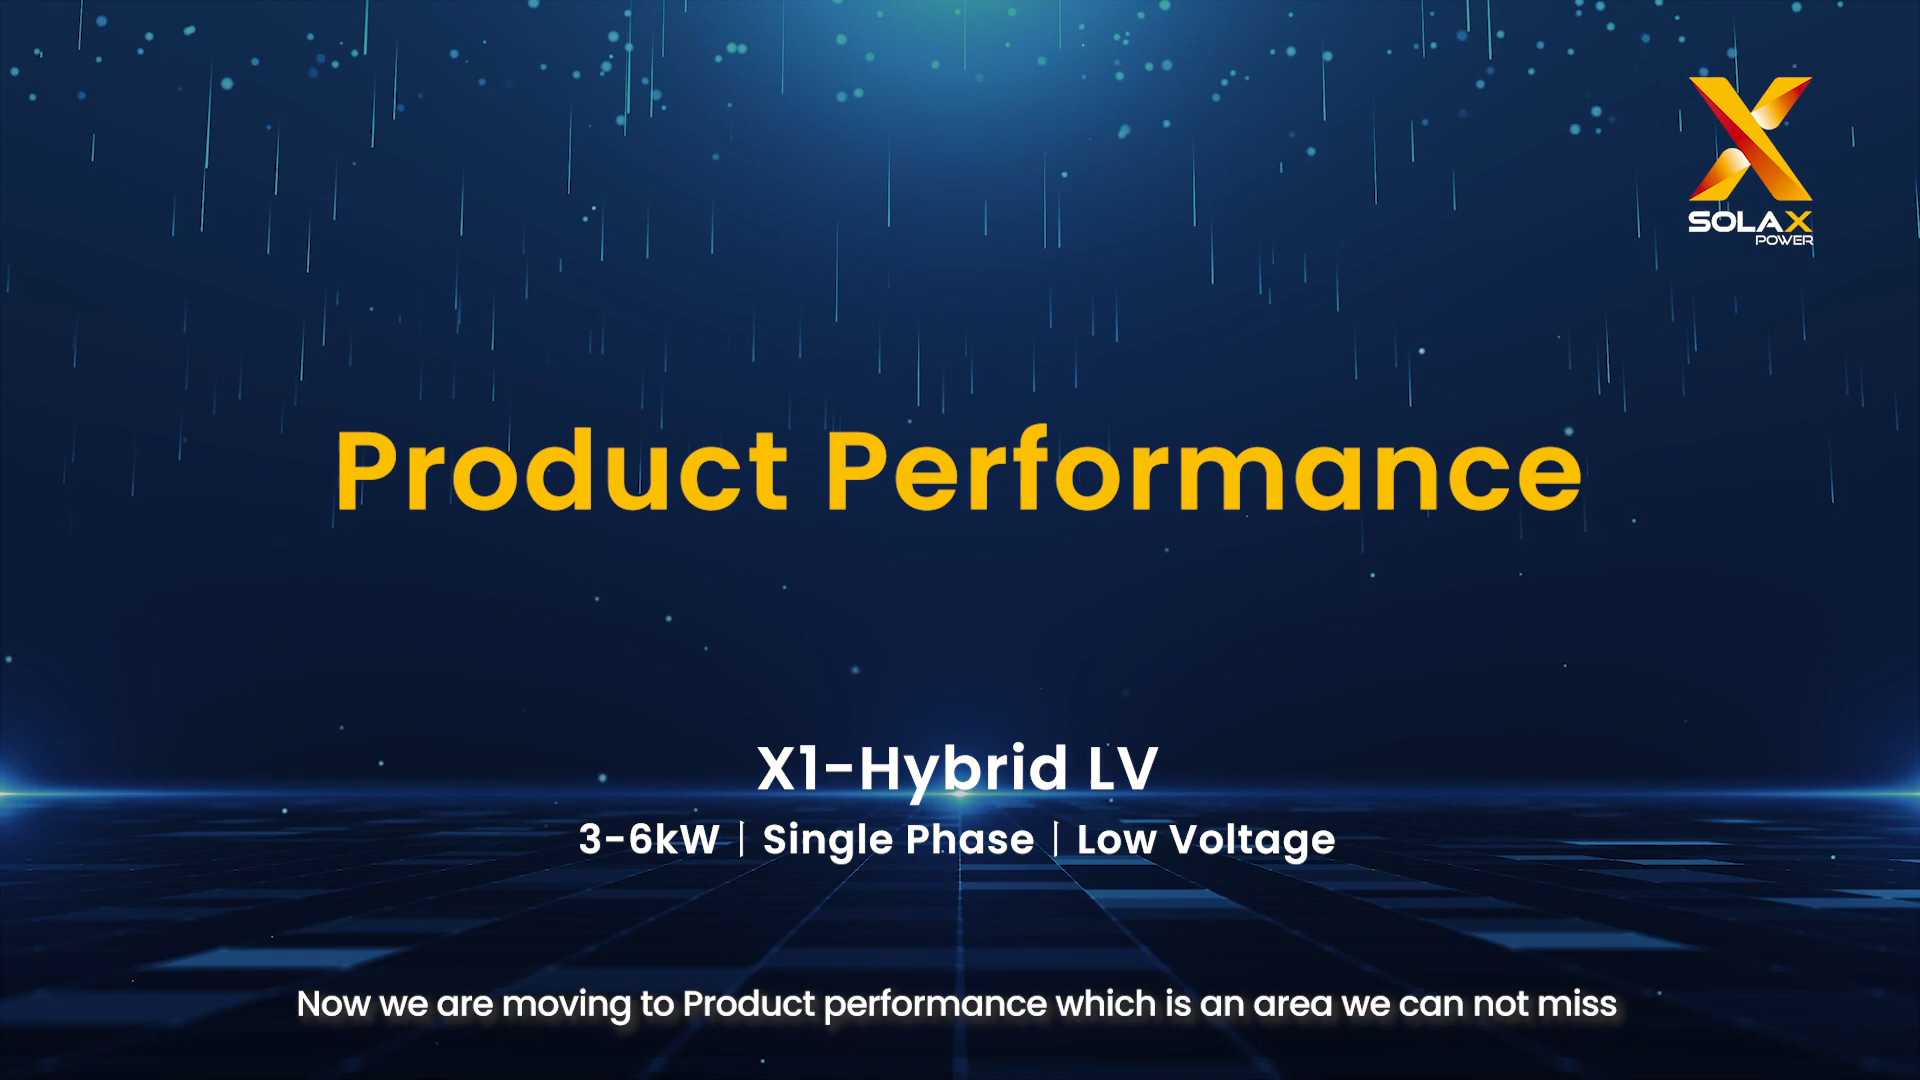 SOLAX
POWER
Product Performance
X1-Hybrid LV
3-6kW | Single Phase | Low Voltage
Now we are moving to Product performance which is an area we can not miss